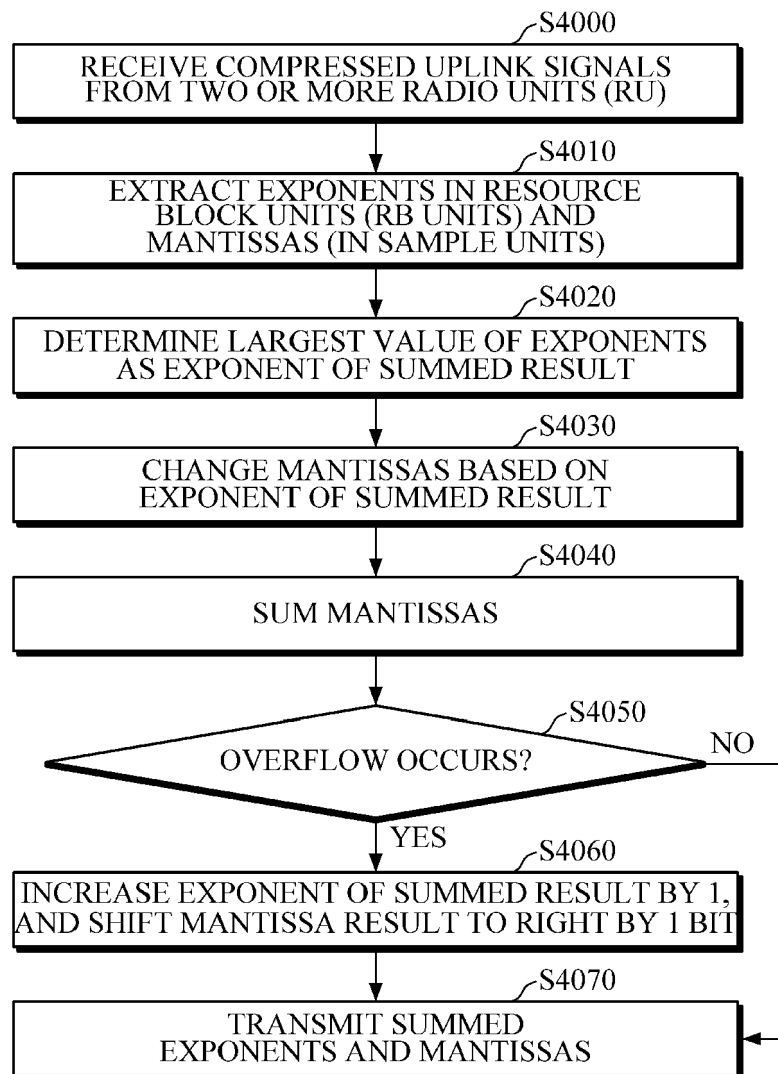 S4000
RECEIVE COMPRESSED UPLINK SIGNALS
FROM TWO OR MORE RADIO UNITS (RU)
S4010
EXTRACT EXPONENTS IN RESOURCE
BLOCK UNITS (RB UNITS) AND
MANTISSAS (IN SAMPLE UNITS)
S4020
DETERMINE LARGEST VALUE OF EXPONENTS
AS EXPONENT OF SUMMED RESULT
S4030
CHANGE MANTISSAS BASED ON
EXPONENT OF SUMMED RESULT
S4040
SUM MANTISSAS
S4050
OVERFLOW OCCURS?
NO
YES
S4060
INCREASE EXPONENT OF SUMMED RESULT BY 1,
AND SHIFT MANTISSA RESULT TO RIGHT BY 1 BIT
S4070
TRANSMIT SUMMED
EXPONENTS AND MANTISSAS